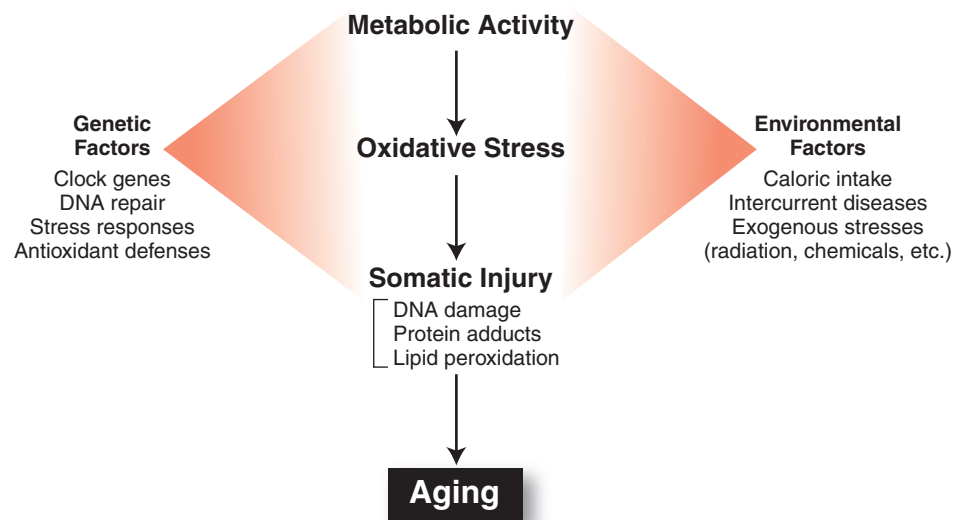 Metabolic Activity
Genetic
Factors
Clock genes
DNA repair
Stress responses
Antioxidant defenses
Oxidative Stress
Environmental
Factors
Caloric intake
Intercurrent diseases
Exogenous stresses
(radiation, chemicals, etc.)
Somatic Injury
DNA damage
Protein adducts
Lipid peroxidation
Aging